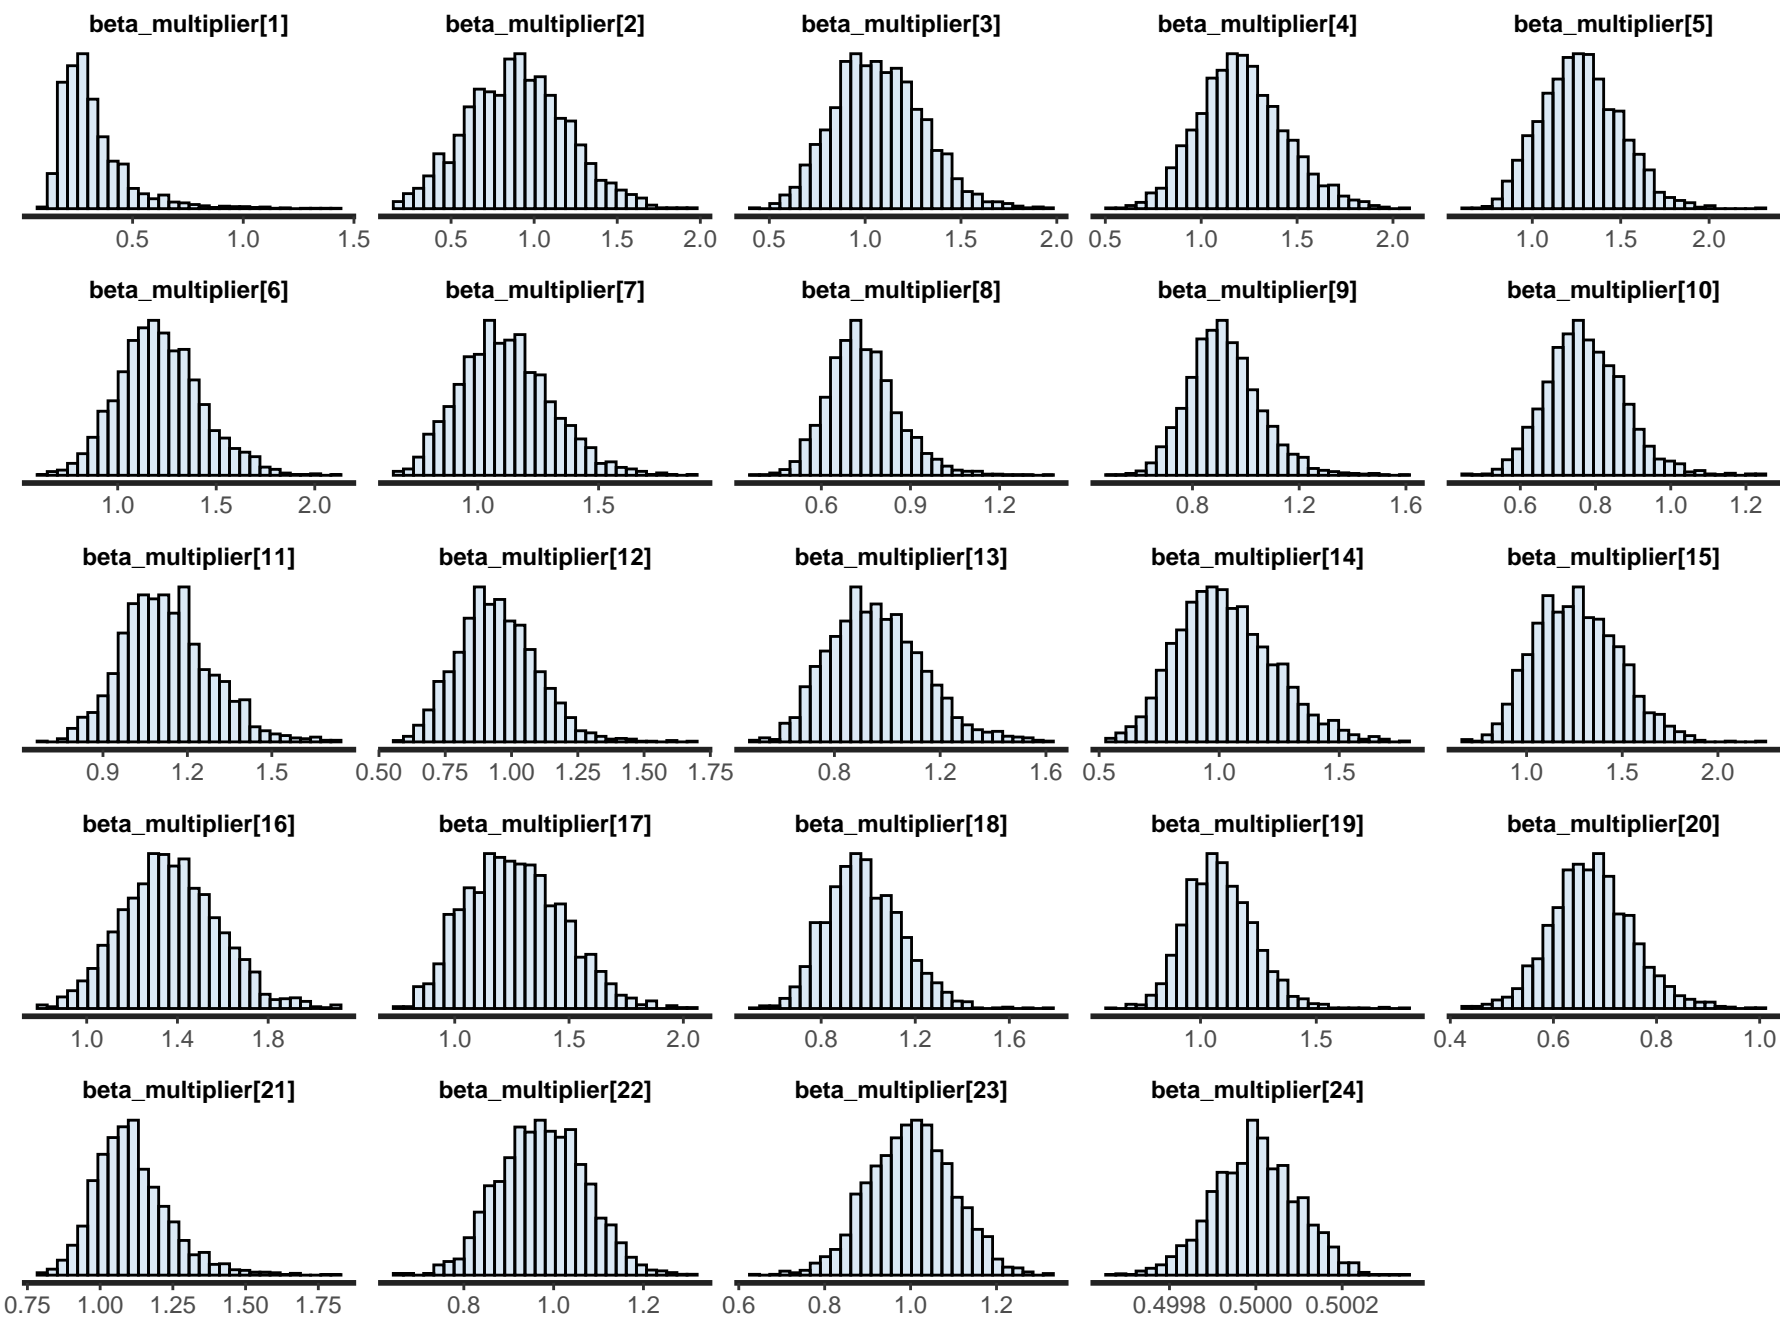 beta_multiplier[1] beta_multiplier[2] beta_multiplier[3] beta_multiplier[4] beta_multiplier[5]
0.5 1.0 1.5 0.5 1.0 1.5 2.0 0.5 1.0 1.5 2.0 0.5 1.0 1.5 2.0 1.0 1.5 2.0
beta_multiplier[6] beta_multiplier[7] beta_multiplier[8] beta_multiplier[9] beta_multiplier[10]
1.0 1.5 2.0 1.0 1.5 0.6 0.9 1.2 0.8 1.2 1.6 0.6 0.8 1.0 1.2
beta_multiplier[11] beta_multiplier[12] beta_multiplier[13] beta_multiplier[14] beta_multiplier[15]
0.9 1.2 1.5 0.50 0.75 1.00 1.25 1.50 1.75 0.8 1.2 1.6 0.5 1.0 1.5 1.0 1.5 2.0
beta_multiplier[16] beta_multiplier[17] beta_multiplier[18] beta_multiplier[19] beta_multiplier[20]
1.0 1.4 1.8 1.0 1.5 2.0 0.8 1.2 1.6 1.0 1.5 0.4 0.6 0.8 1.0
beta_multiplier[21] beta_multiplier[22] beta_multiplier[23] beta_multiplier[24]
0.75 1.00 1.25 1.50 1.75 0.8 1.0 1.2 0.6 0.8 1.0 1.2 0.4998 0.5000 0.5002